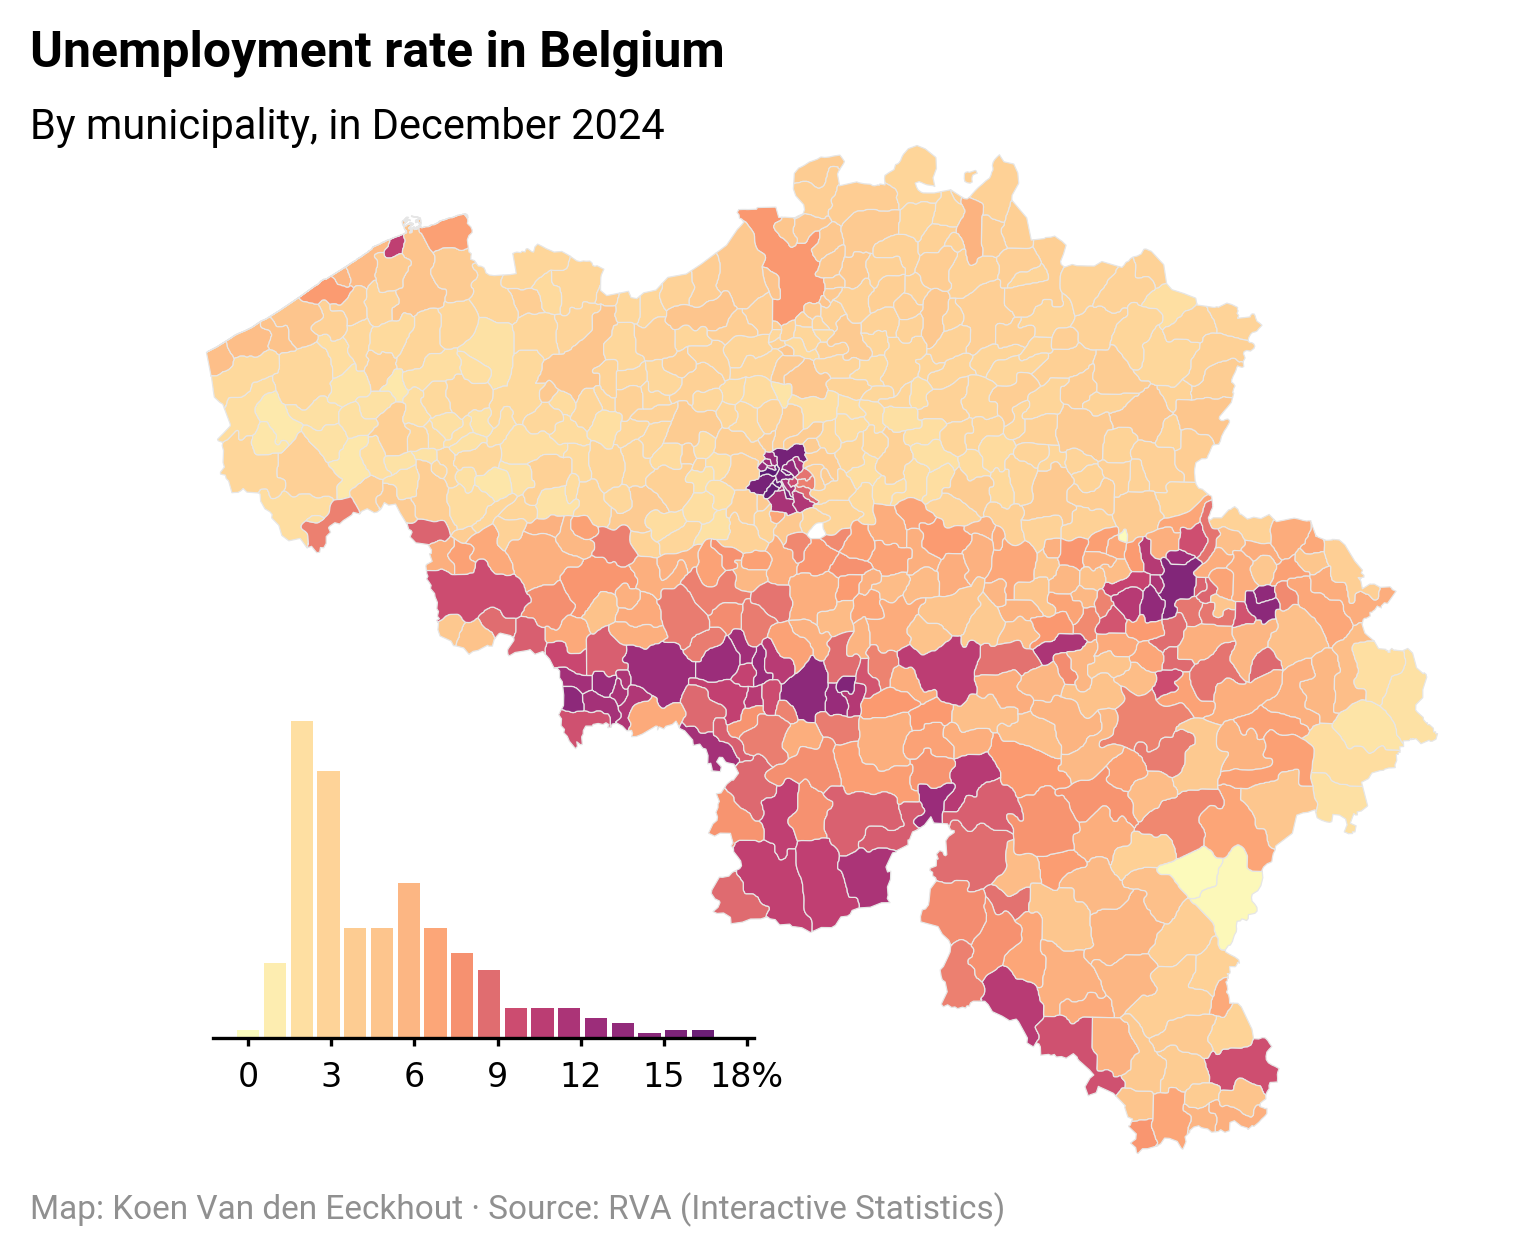 Unemployment rate in Belgium
By municipality, in December 2024
0 3 6 9 12 15 18%
Map: Koen Van den Eeckhout · Source: RVA (Interactive Statistics)